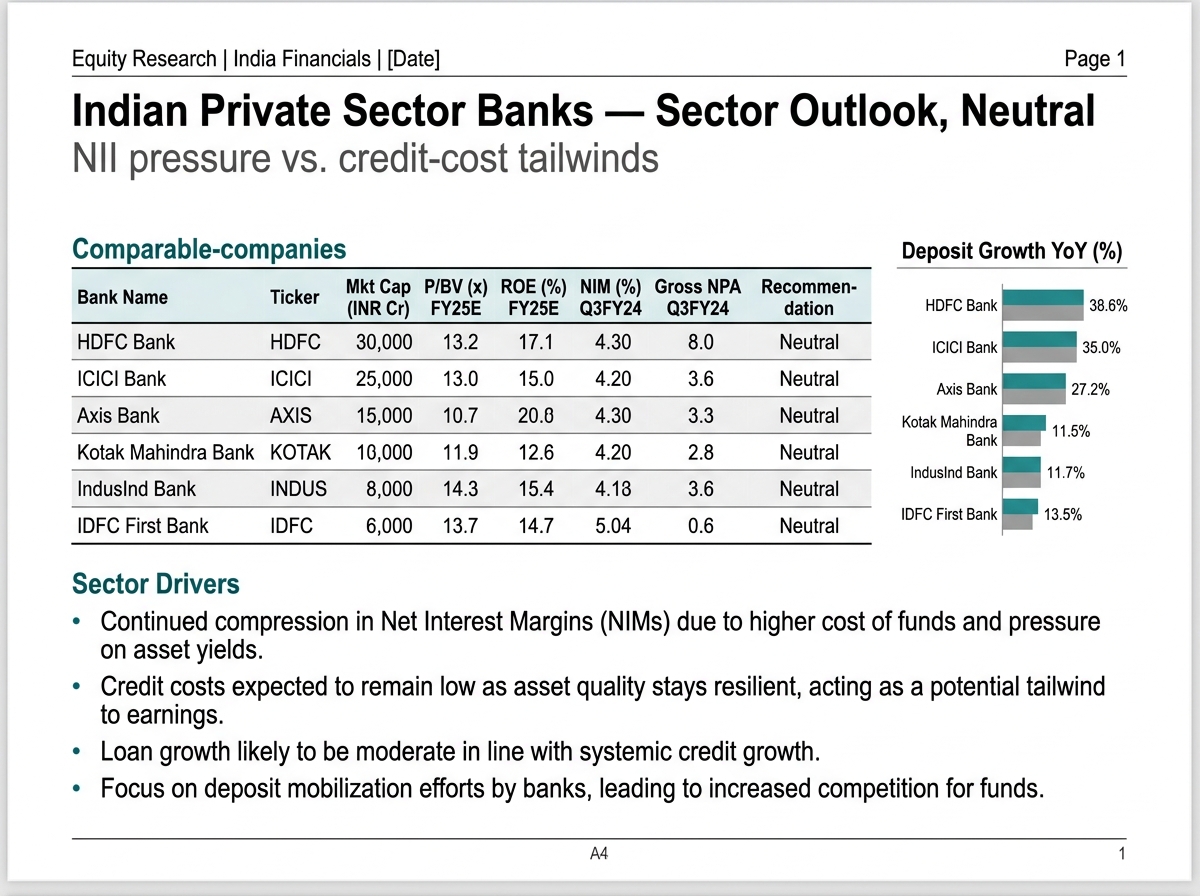 Equity Research | India Financials | [Date]
Page 1
Indian Private Sector Banks — Sector Outlook, Neutral
NII pressure vs. credit-cost tailwinds
Comparable-companies
Bank Name Ticker Mkt Cap (INR Cr) P/BV (x) FY25E ROE (%) FY25E NIM (%) Q3FY24 Gross NPA Q3FY24 Recommen-dation
HDFC Bank HDFC 30,000 13.2 17.1 4.30 8.0 Neutral
ICICI Bank ICICI 25,000 13.0 15.0 4.20 3.6 Neutral
Axis Bank AXIS 15,000 10.7 4.30 3.3 Neutral
Kotak Mahindra Bank KOTAK 11.9 12.6 4.20 2.8 Neutral
IndusInd Bank INDUS 8,000 14.3 15.4 3.6 Neutral
IDFC First Bank IDFC 6,000 13.7 14.7 5.04 0.6 Neutral
Deposit Growth YoY (%)
HDFC Bank 38.6%
ICICI Bank 35.0%
Axis Bank 27.2%
Kotak Mahindra
Bank 11.5%
IndusInd Bank 11.7%
IDFC First Bank 13.5%
Sector Drivers
• Continued compression in Net Interest Margins (NIMs) due to higher cost of funds and pressure
on asset yields.
• Credit costs expected to remain low as asset quality stays resilient, acting as a potential tailwind
to earnings.
• Loan growth likely to be moderate in line with systemic credit growth.
• Focus on deposit mobilization efforts by banks, leading to increased competition for funds.
A4
1